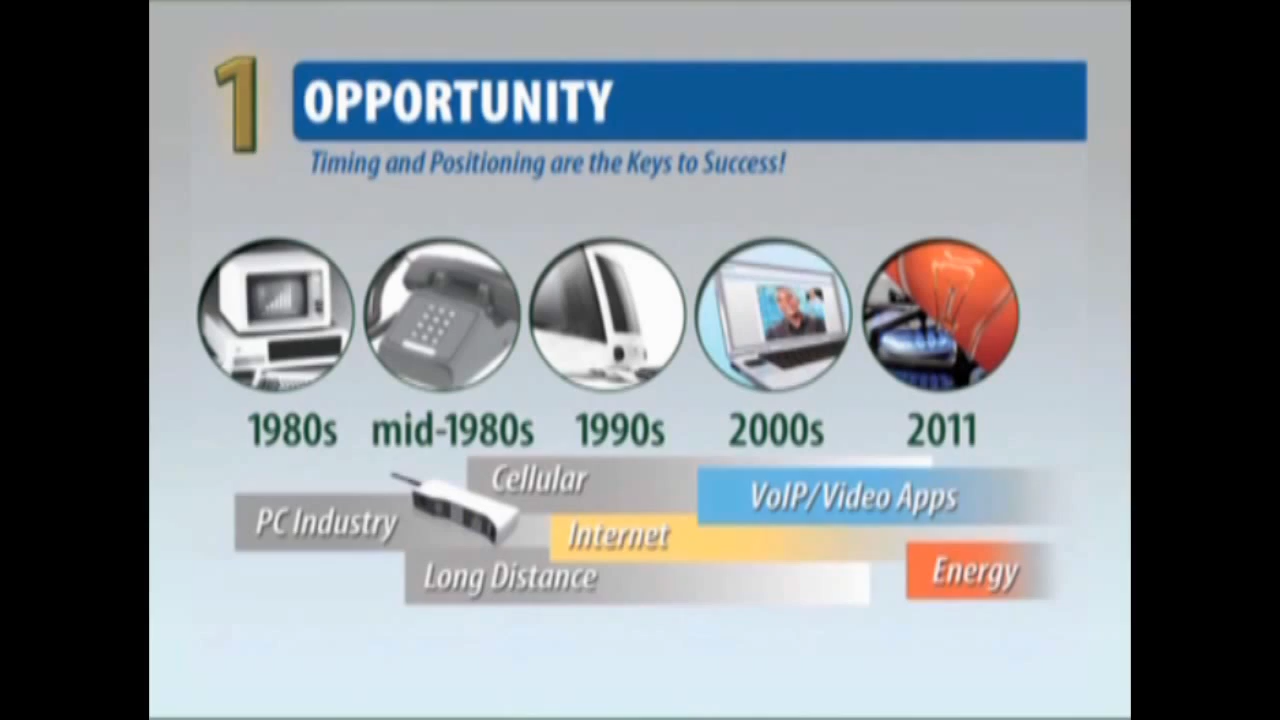 1
OPPORTUNITY
Timing and Positioning are the Keys to Success!
1980s
mid-1980s
1990s
2000s
2011
Cellular
VoIP/Video Apps
PC Industry
Internet
Long Distance
Energy